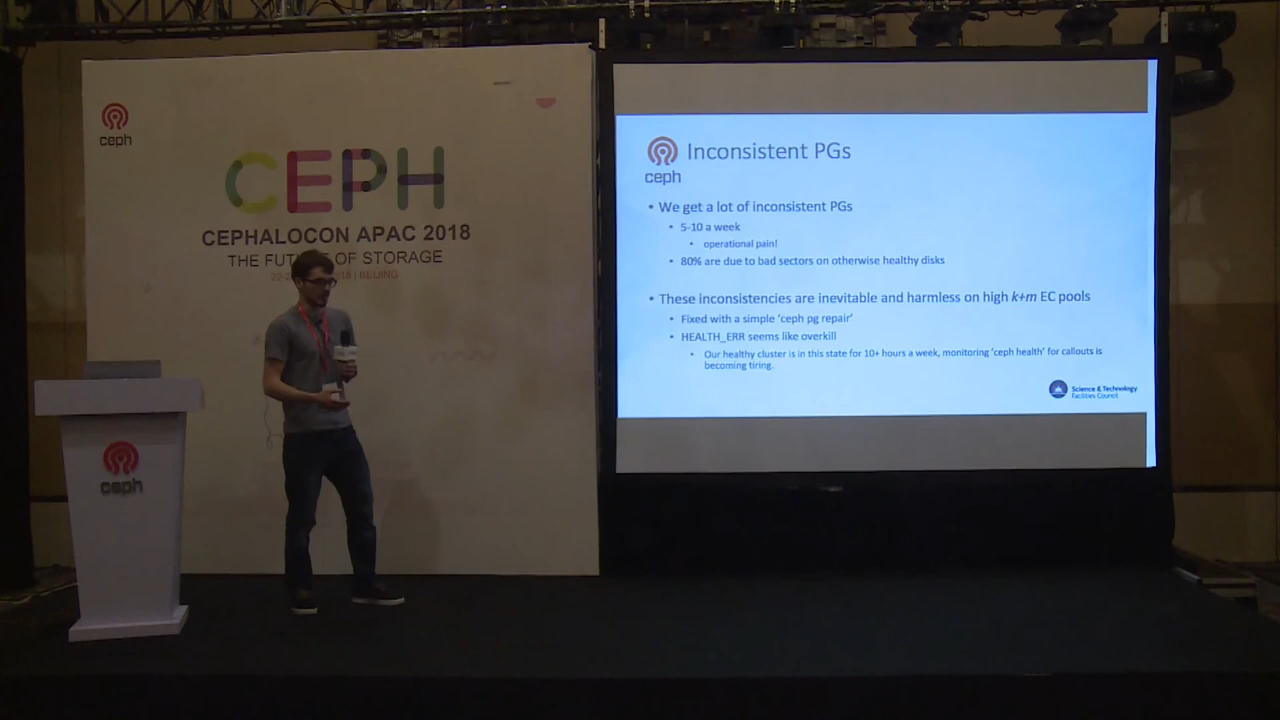 ceph
CEPH
CEPHALOCON APAC 2018
THE FUTURE OF STORAGE
2018 | BEIJING
ceph
ceph
Inconsistent PGs
• We get a lot of inconsistent PGs
• 5-10 a week
• operational pain!
• 80% are due to bad sectors on otherwise healthy disks
• These inconsistencies are inevitable and harmless on high k+m EC pools
• Fixed with a simple ‘ceph pg repair’
• HEALTH_ERR seems like overkill
• Our healthy cluster is in this state for 10+ hours a week, monitoring ‘ceph health’ for callouts is
becoming tiring.
Science & Technology
Facilities Council